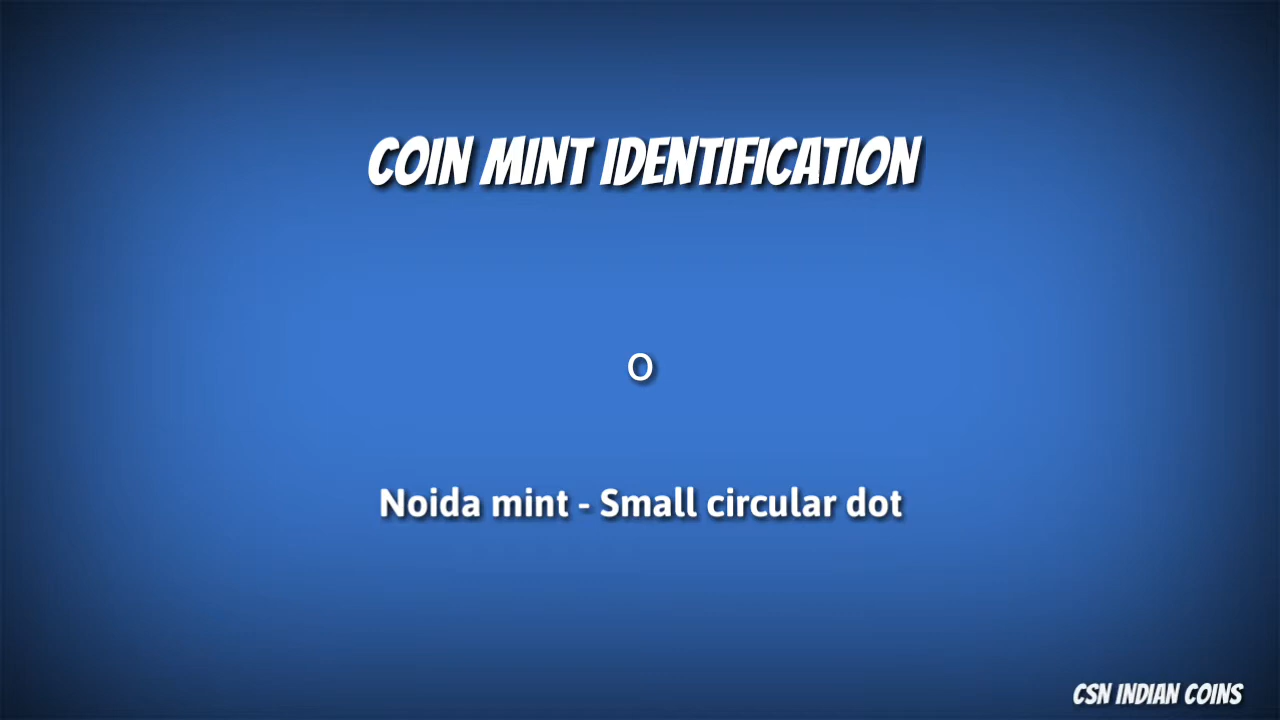 COIN MINT IDENTIFICATION
o
Noida mint - Small circular dot
CSN INDIAN COINS